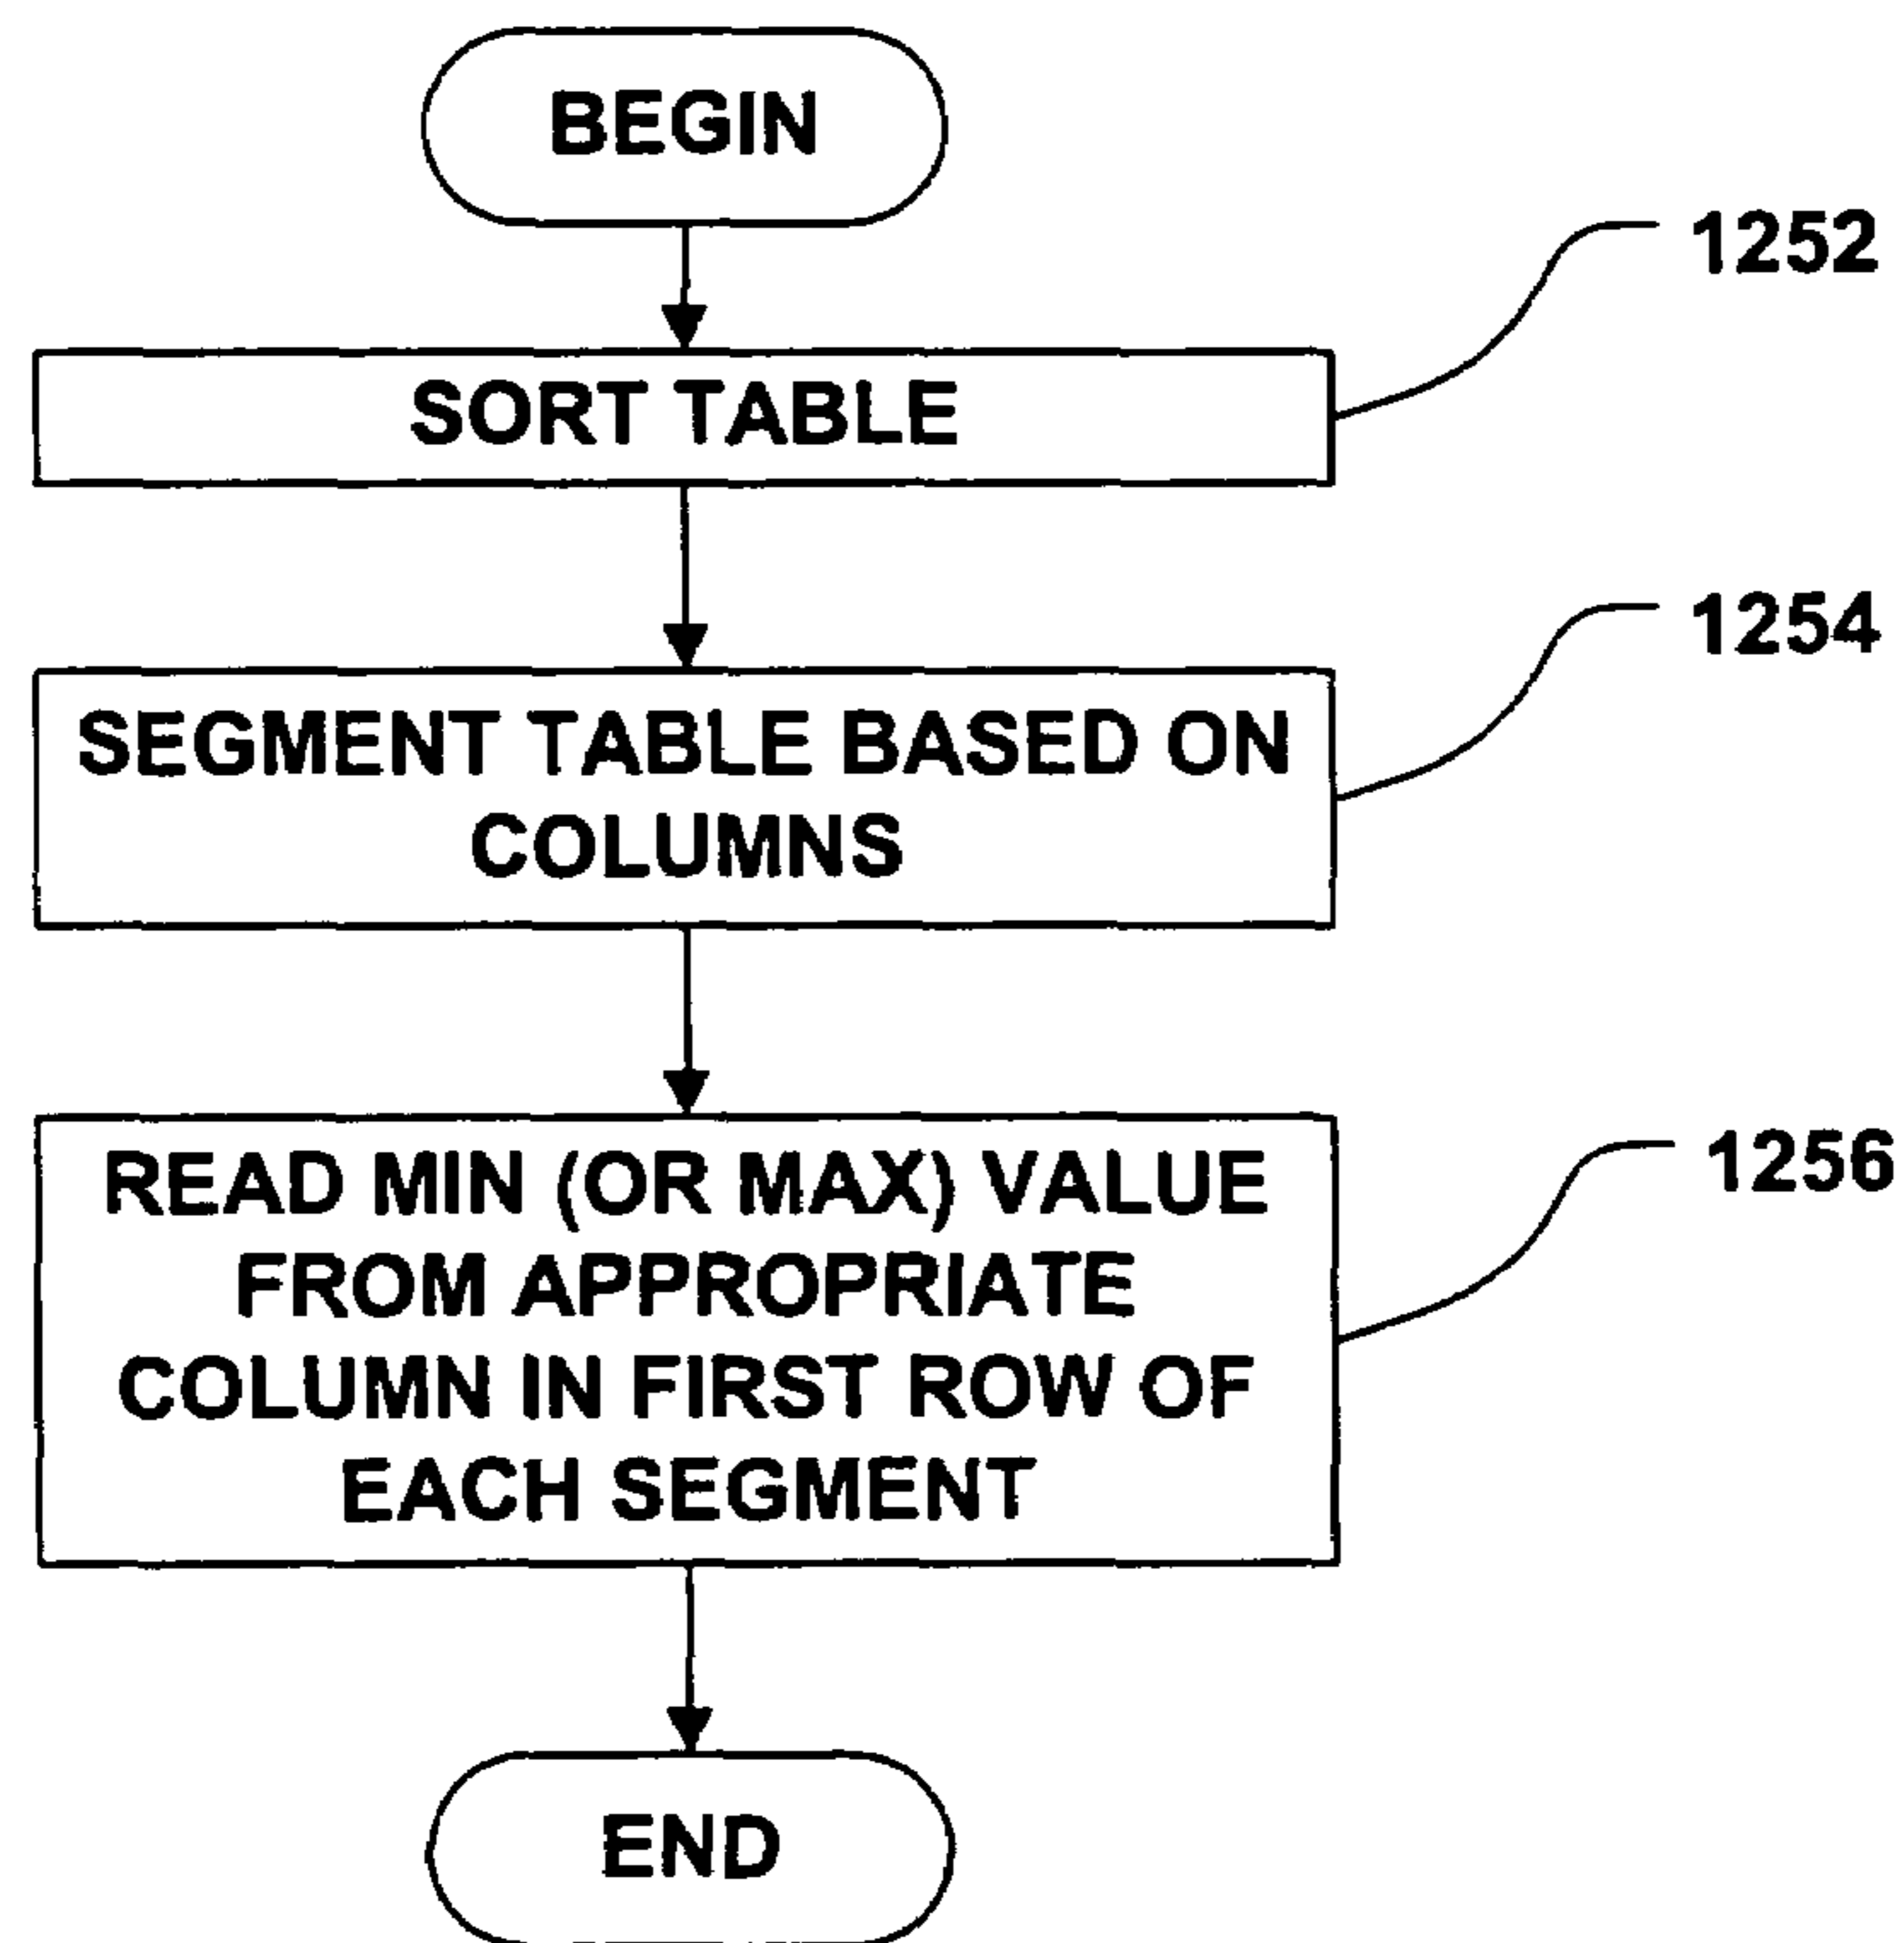 BEGIN
1252
SORT TABLE
1254
SEGMENT TABLE BASED ON
COLUMNS
1256
READ MIN (OR MAX) VALUE
FROM APPROPRIATE
COLUMN IN FIRST ROW OF
EACH SEGMENT
END